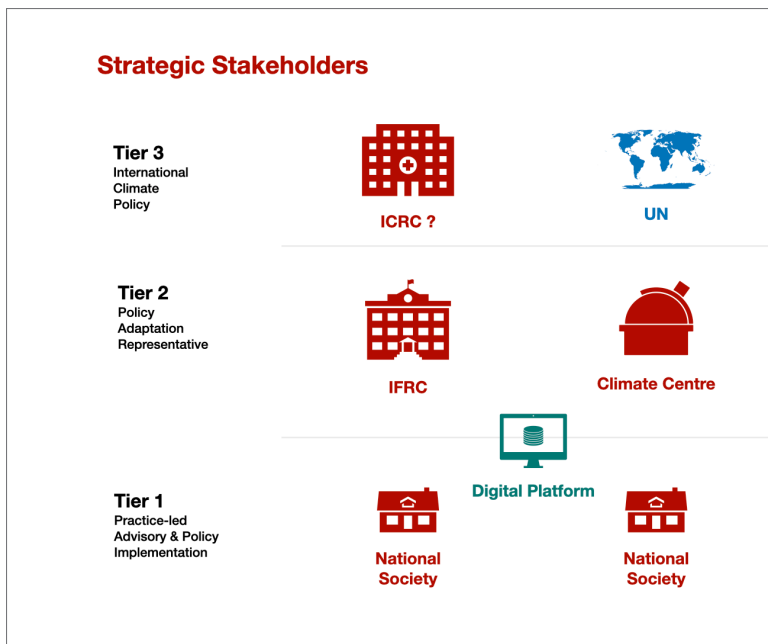 Strategic Stakeholders
Tier 3
International
Climate
Policy
ICRC ?
UN
Tier 2
Policy
Adaptation
Representative
IFRC
Climate Centre
Digital Platform
Tier 1
Practice-led
Advisory & Policy
Implementation
National
Society
National
Society